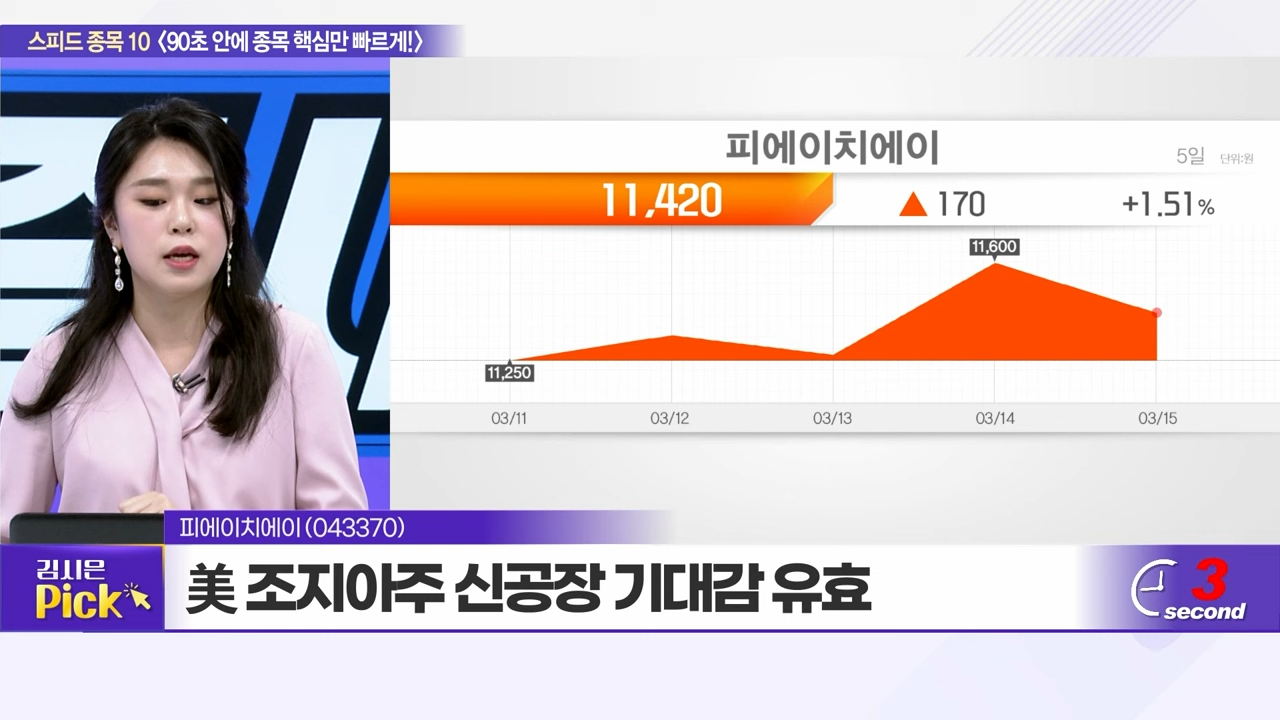 스피드 종목 10 <90초 안에 종목 핵심만 빠르게!>
피에이치에이
5일 단위:원
11,420 ▲ 170 +1.51%
11,600
11,250
03/11 03/12 03/13 03/14 03/15
피에이치에이(043370)
김시은
Pick
美 조지아주 신공장 기대감 유효
3
second